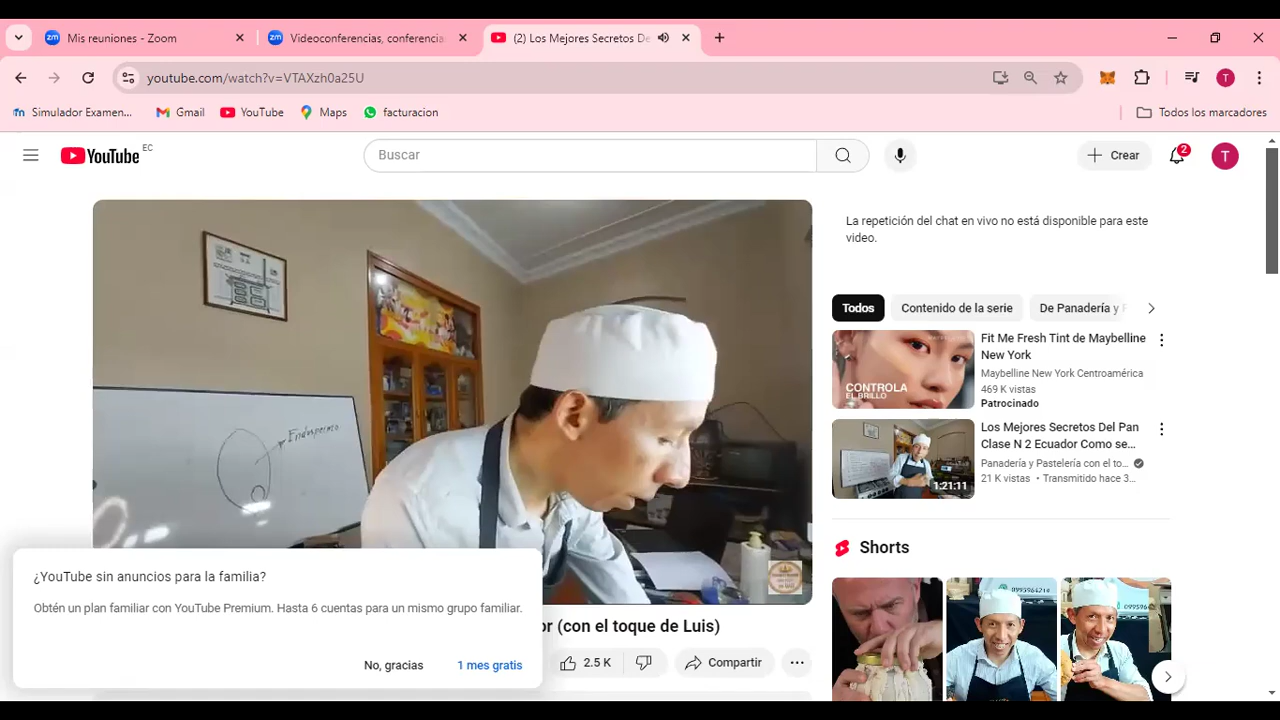 Mis reuniones - Zoom
Videoconferencias, conferencia
(2) Los Mejores Secretos De
youtube.com/watch?v=VTAXzh0a25U
T
Simulador Examen...
Gmail
YouTube
Maps
facturacion
Todos los marcadores
YouTube EC
Buscar
Crear
2
T
La repetición del chat en vivo no está disponible para este
video.
Todos
Contenido de la serie
De Panadería y
Endospermo
Fit Me Fresh Tint de Maybelline
New York
Maybelline New York Centroamérica
469 K vistas
Patrocinado
CONTROLA
EL BRILLO
Los Mejores Secretos Del Pan
Clase N 2 Ecuador Como se...
Panadería y Pastelería con el to...
21 K vistas • Transmitido hace 3...
1:21:11
Shorts
0995964214
0995964
¿YouTube sin anuncios para la familia?
Obtén un plan familiar con YouTube Premium. Hasta 6 cuentas para un mismo grupo familiar.
No, gracias
1 mes gratis
or (con el toque de Luis)
2.5 K
Compartir